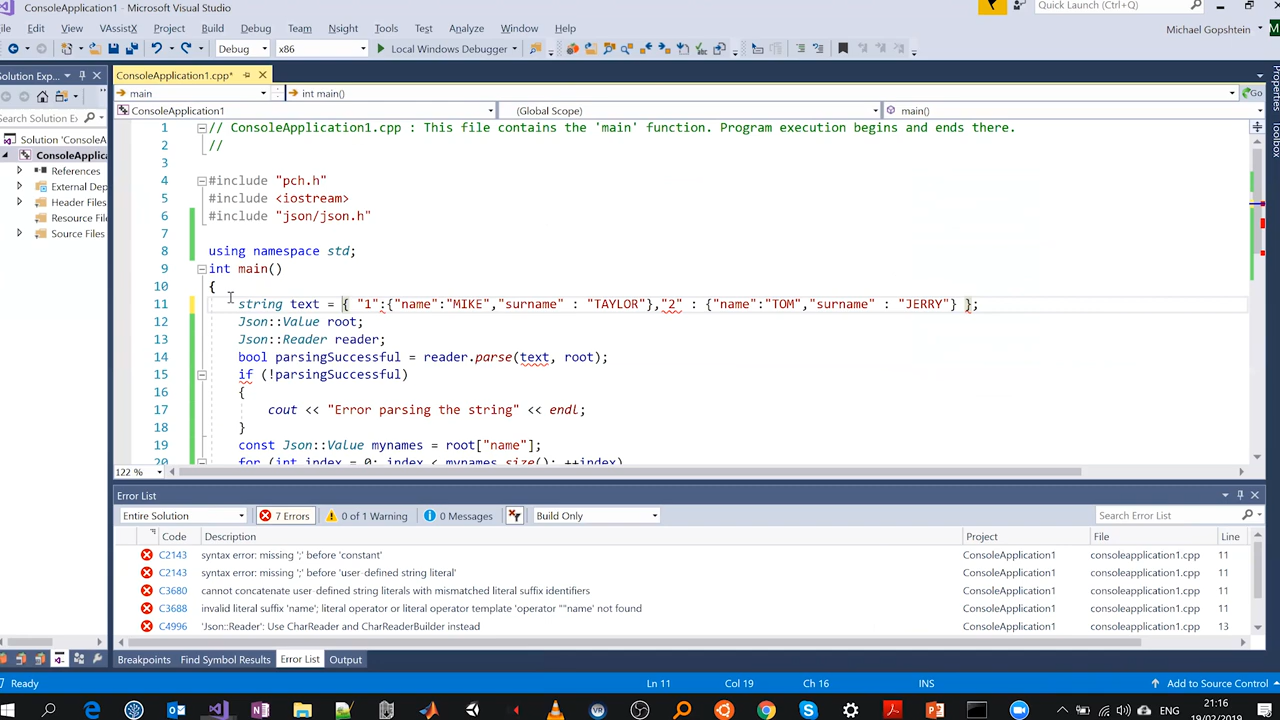 ConsoleApplication1 - Microsoft Visual Studio
Quick Launch (Ctrl+Q)
File Edit View VAssistX Project Build Debug Team Nsight Tools Test Analyze Window Help
Michael Gopshtein
Debug x86 Local Windows Debugger
Solution Exp...
ConsoleApplication1.cpp*
main int main() Go
Search Solution
ConsoleApplication1 (Global Scope) main()
Solution 'ConsoleA
ConsoleApplica
References
External Dep
Header Files
Resource File
Source Files
Properties
Toolbox
1 // ConsoleApplication1.cpp : This file contains the 'main' function. Program execution begins and ends there.
2 //
3
4 #include "pch.h"
5 #include <iostream>
6 #include "json/json.h"
7
8 using namespace std;
9 int main()
10 {
11 string text = { "1":{"name":"MIKE","surname" : "TAYLOR"},"2" : {"name":"TOM","surname" : "JERRY"} };
12 Json::Value root;
13 Json::Reader reader;
14 bool parsingSuccessful = reader.parse(text, root);
15 if (!parsingSuccessful)
16 {
17 cout << "Error parsing the string" << endl;
18 }
19 const Json::Value mynames = root["name"];
20 for (int index = 0; index < mynames.size(); ++index)
122 %
Error List
Entire Solution 7 Errors 0 of 1 Warning 0 Messages Build Only Search Error List
Code Description Project File Line
C2143 syntax error: missing ';' before 'constant' ConsoleApplication1 consoleapplication1.cpp 11
C2143 syntax error: missing ';' before 'user-defined string literal' ConsoleApplication1 consoleapplication1.cpp 11
C3680 cannot concatenate user-defined string literals with mismatched literal suffix identifiers ConsoleApplication1 consoleapplication1.cpp 11
C3688 invalid literal suffix 'name'; literal operator or literal operator template 'operator ""name' not found ConsoleApplication1 consoleapplication1.cpp 11
C4996 'Json::Reader': Use CharReader and CharReaderBuilder instead ConsoleApplication1 consoleapplication1.cpp 13
Breakpoints Find Symbol Results Error List Output
Ready Ln 11 Col 19 Ch 16 INS Add to Source Control
ENG 21:16
19/02/2019